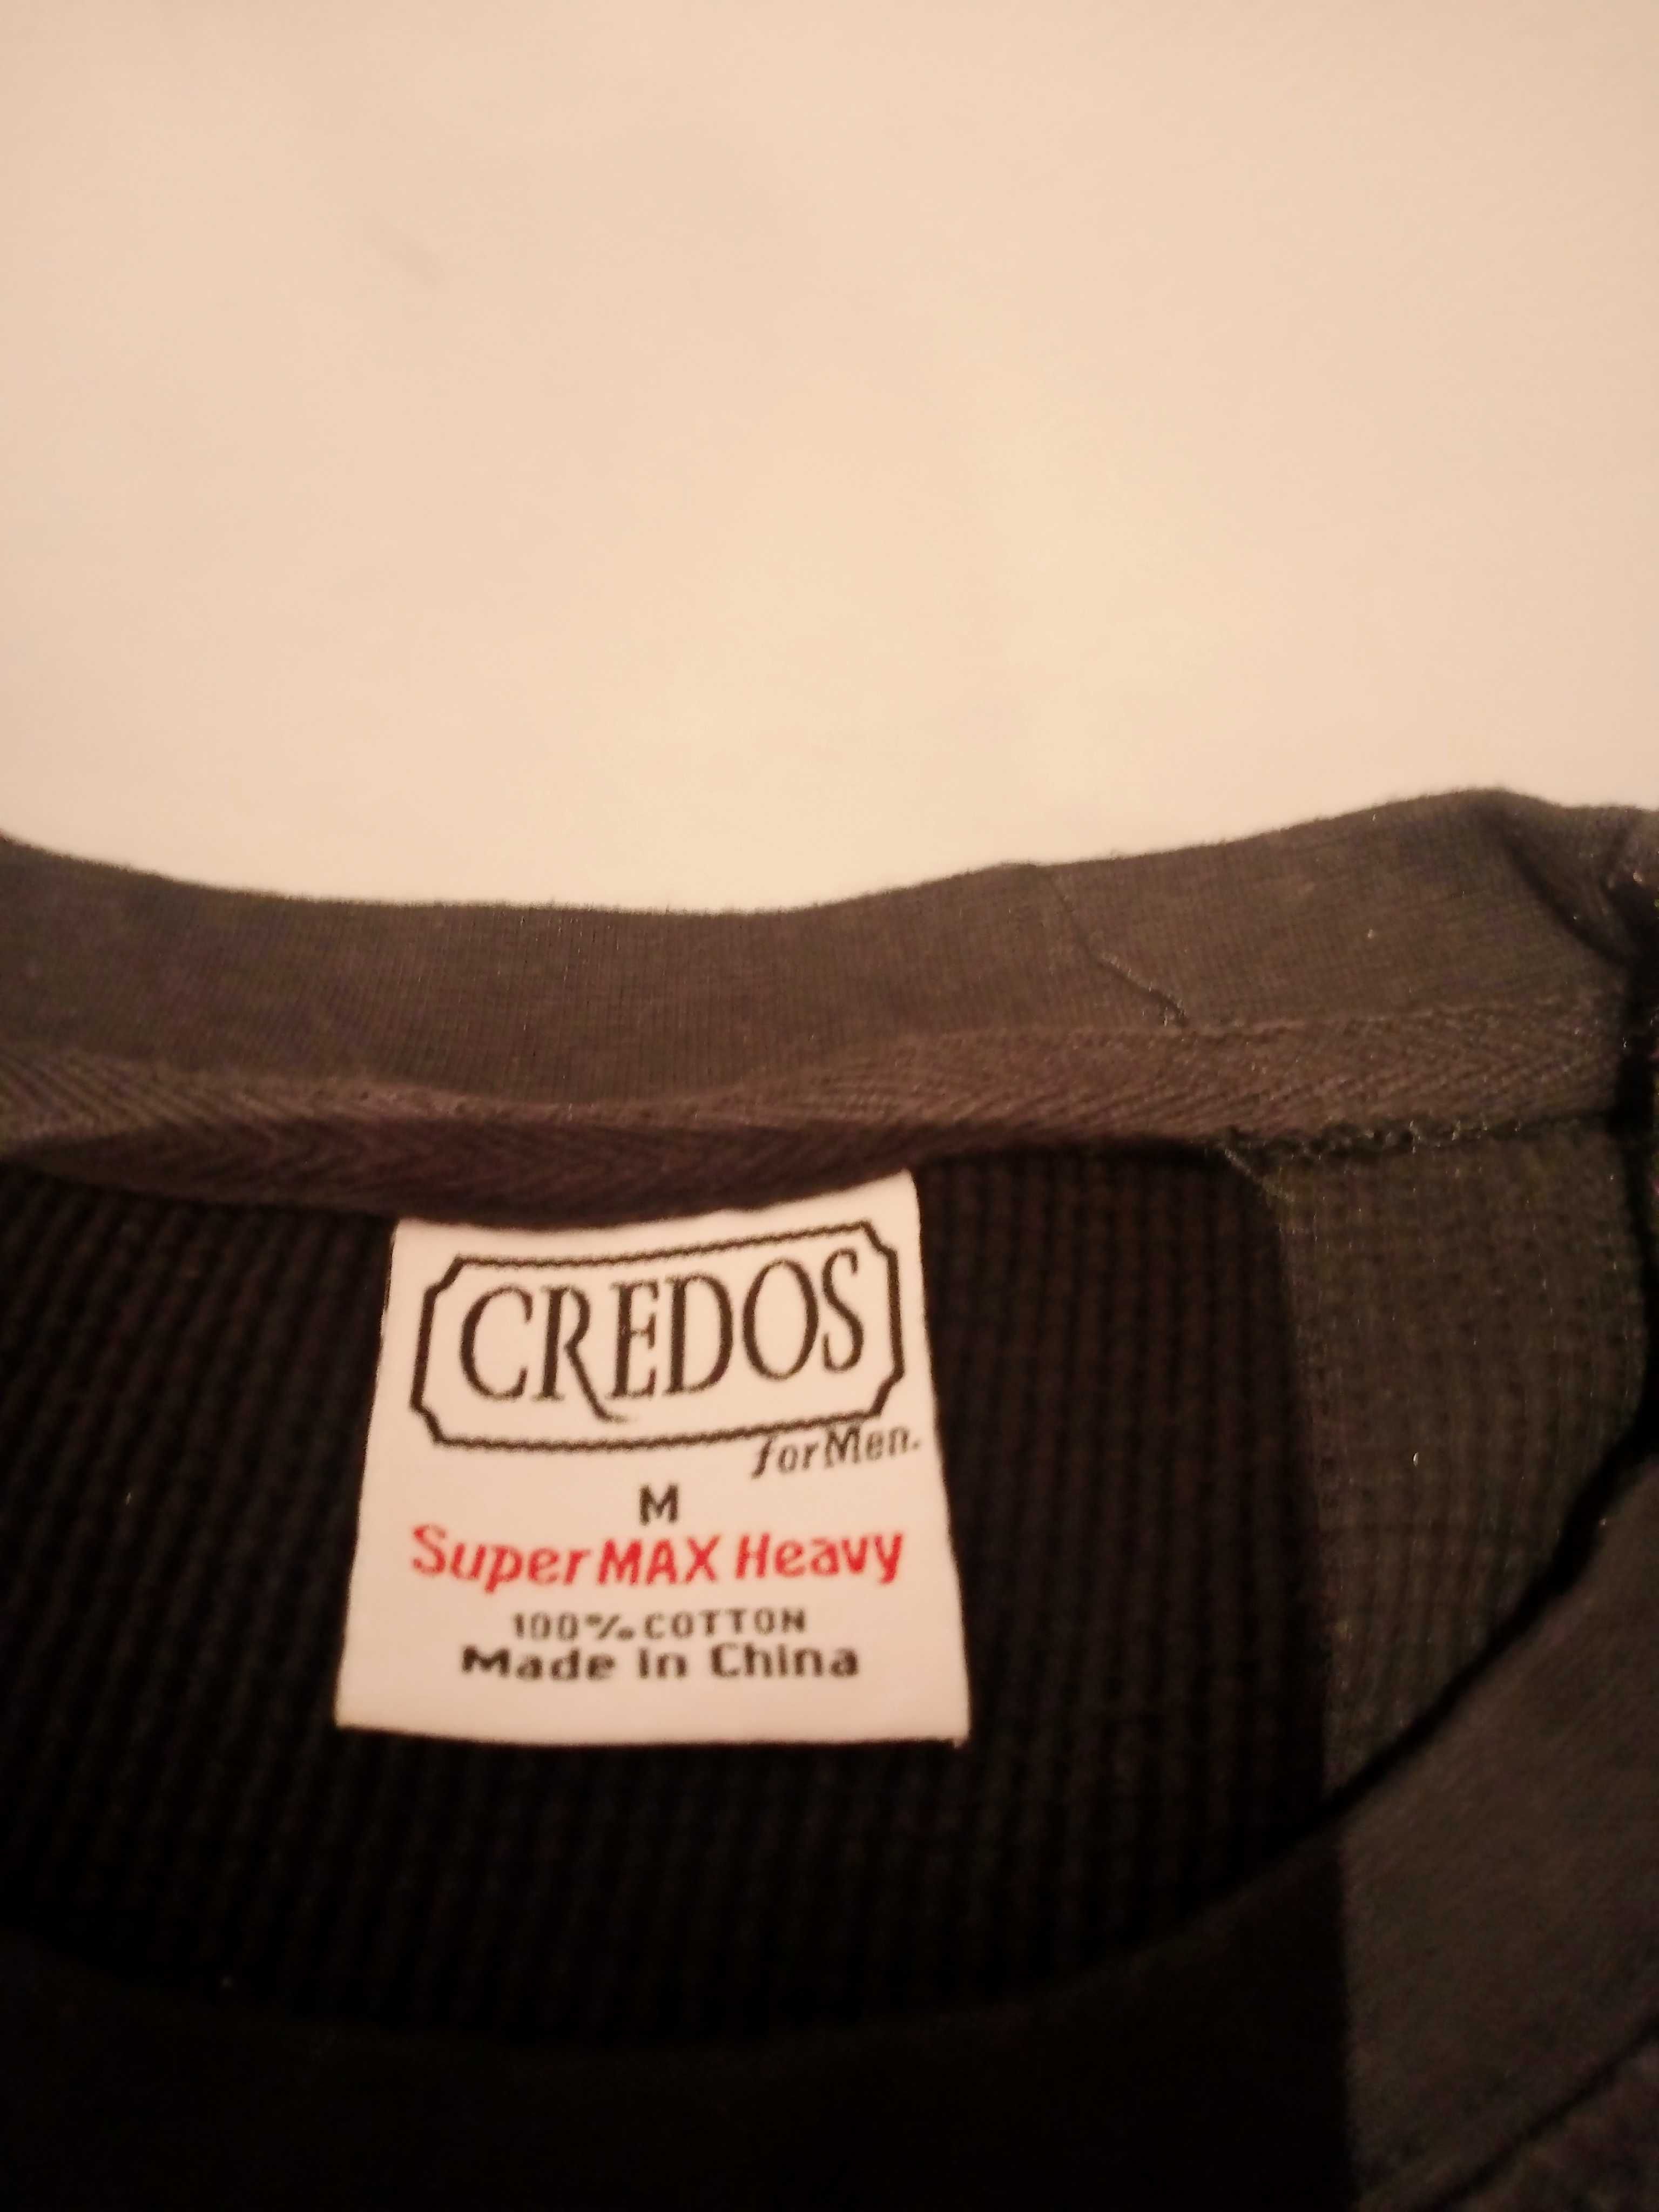 CREDOS
for Men.
M
Super MAX Heavy
100% COTTON
Made in China